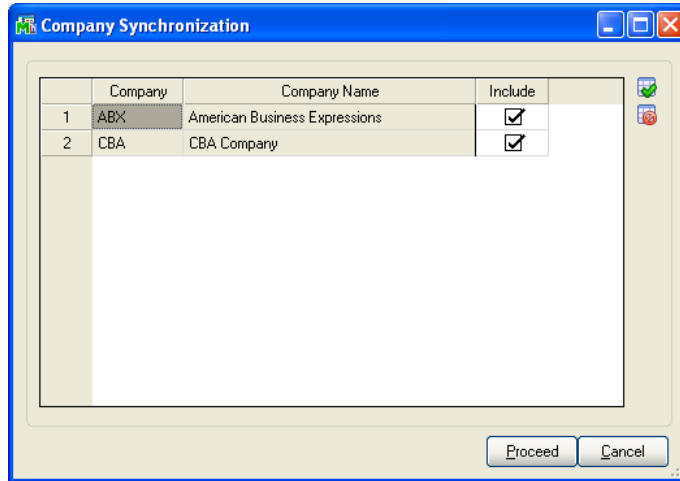 Company Synchronization
Company Company Name Include
1 ABX American Business Expressions
2 CBA CBA Company
Proceed Cancel